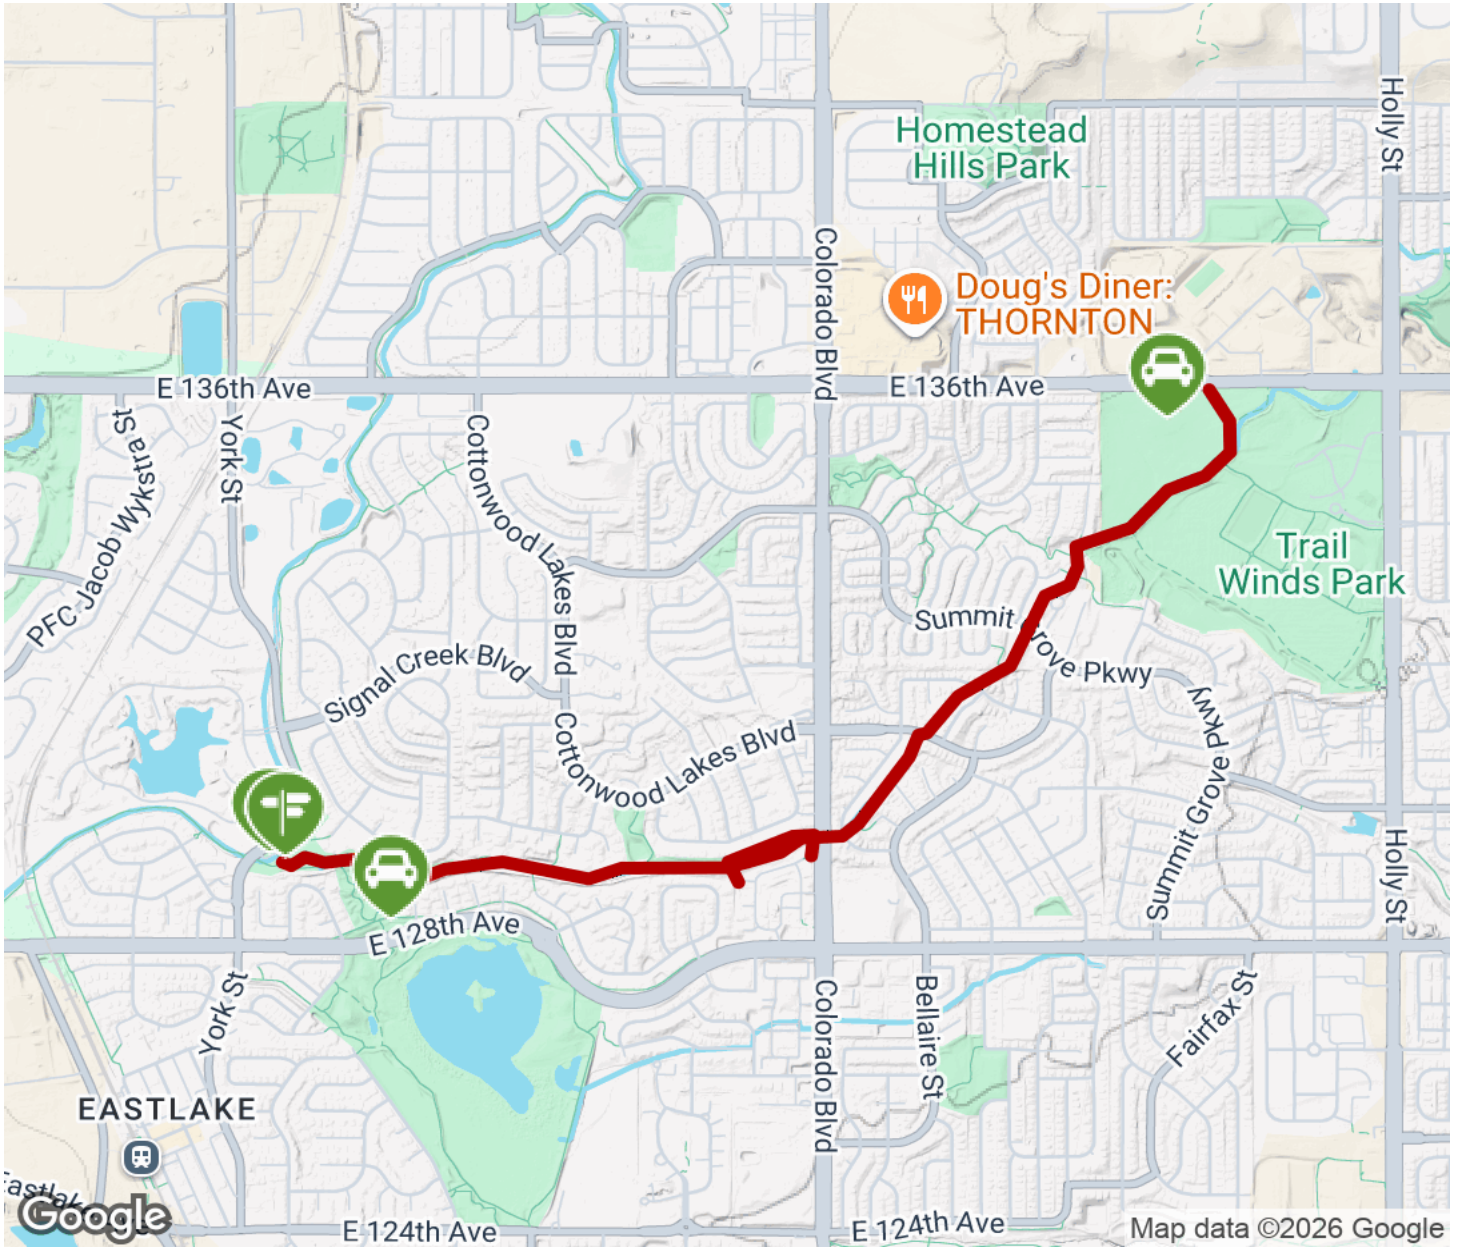 Holly St
Homestead
Hills Park
Colorado Blvd
Doug's Diner:
THORNTON
E 136th Ave
E 136th Ave
PFC Jacob Wykstra St
York St
Cottonwood Lakes Blvd
Trail
Winds Park
Summit Grove Pkwy
Signal Creek Blvd
Cottonwood Lakes Blvd
Summit Grove Pkwy
Holly St
E 128th Ave
York St
Colorado Blvd
Bellaire St
Fairfax St
EASTLAKE
Google
E 124th Ave
E 124th Ave
Map data ©2026 Google